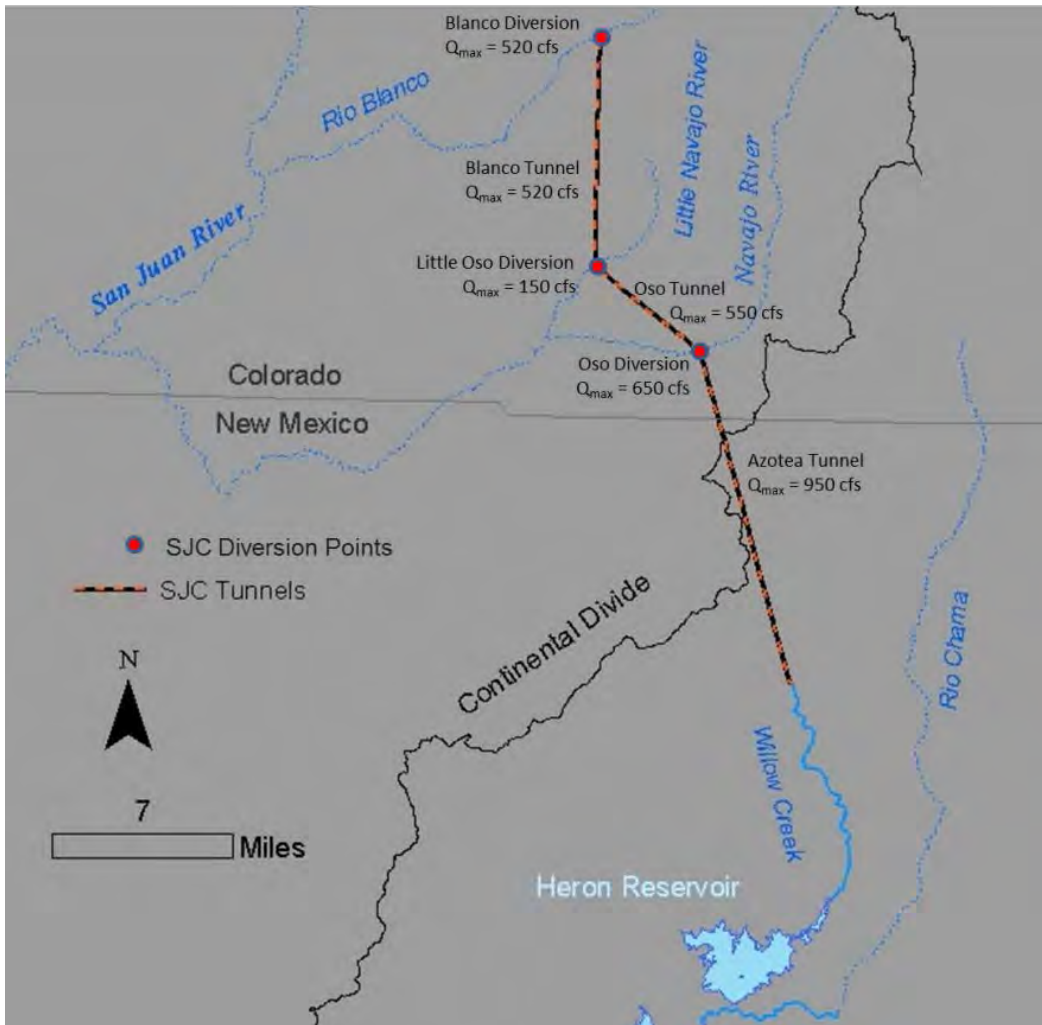 Blanco Diversion
Qmax = 520 cfs
Rio Blanco
Little Navajo River
Navajo River
Blanco Tunnel
Qmax = 520 cfs
San Juan River
Little Oso Diversion
Qmax = 150 cfs
Oso Tunnel
Qmax = 550 cfs
Oso Diversion
Qmax = 650 cfs
Colorado
New Mexico
Azotea Tunnel
Qmax = 950 cfs
SJC Diversion Points
SJC Tunnels
Continental Divide
Rio Chama
N
Willow Creek
7
Miles
Heron Reservoir